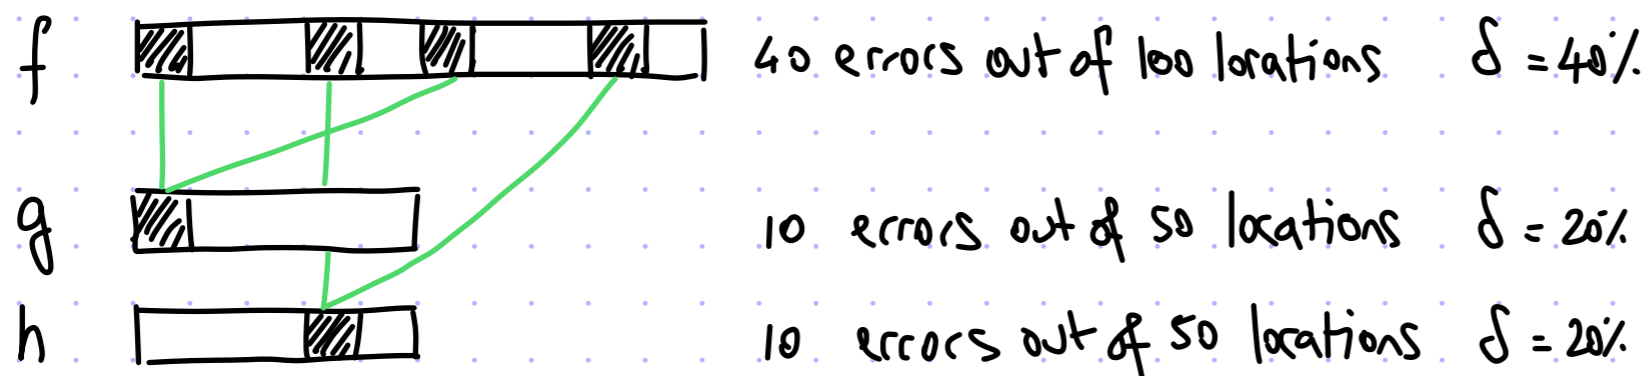 f 40 errors out of 100 locations δ = 40%
g 10 errors out of 50 locations δ = 20%
h 10 errors out of 50 locations δ = 20%